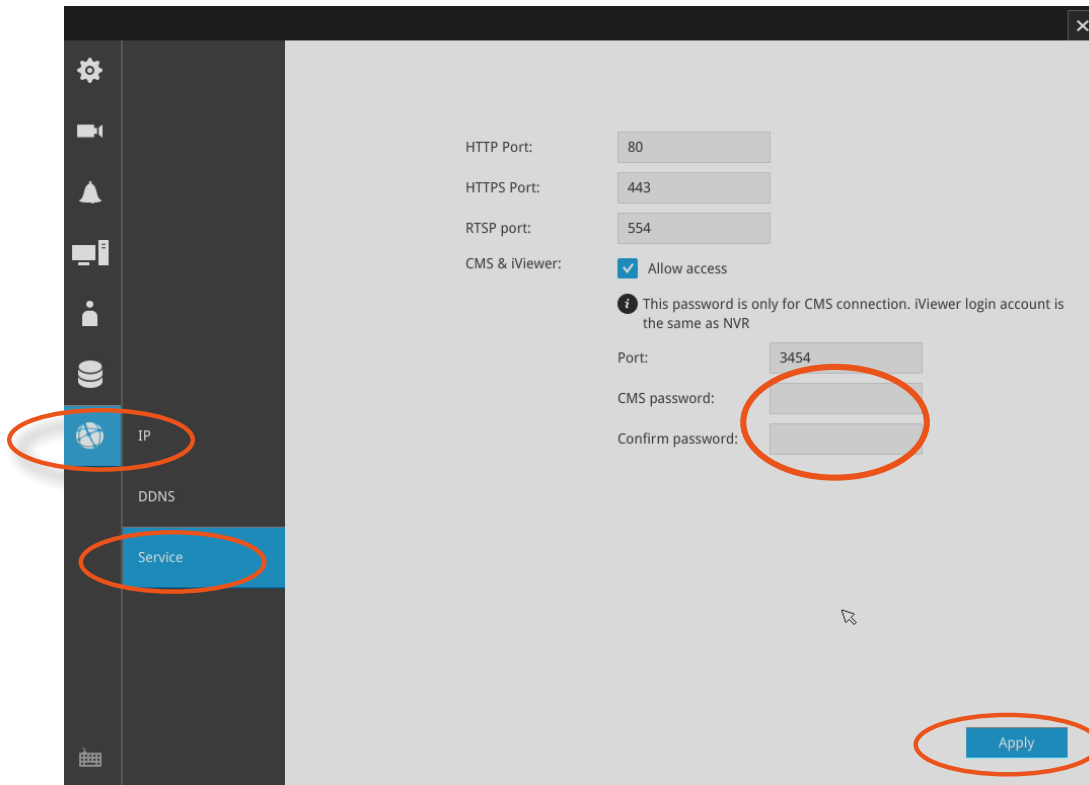 HTTP Port: 80
HTTPS Port: 443
RTSP port: 554
CMS & iViewer: Allow access
This password is only for CMS connection. iViewer login account is
the same as NVR
Port: 3454
CMS password:
Confirm password:
IP
DDNS
Service
Apply